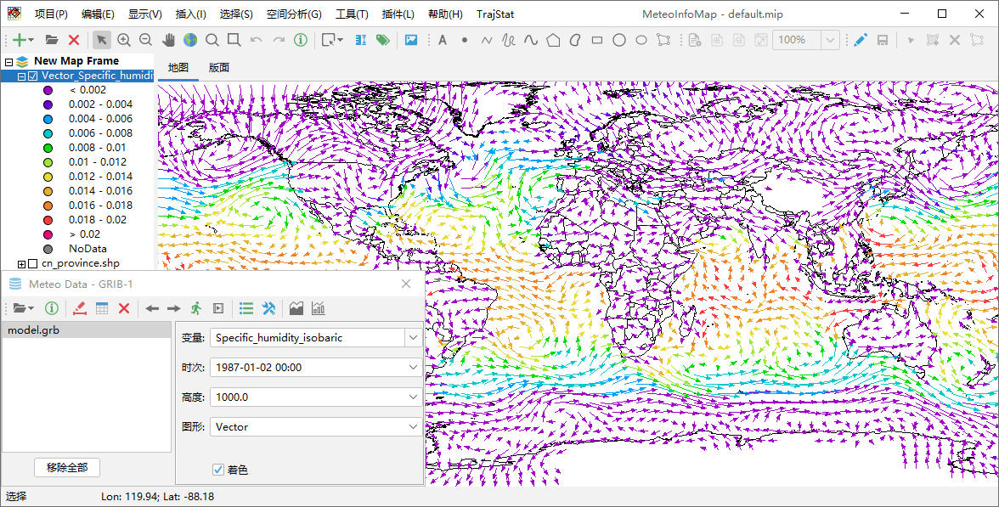 项目(P) 编辑(E) 显示(V) 插入(I) 选择(S) 空间分析(G) 工具(T) 插件(L) 帮助(H) TrajStat MeteoInfoMap - default.mip
A 100%
New Map Frame
地图 版面
Vector_Specific_humidi
< 0.002
0.002 - 0.004
0.004 - 0.006
0.006 - 0.008
0.008 - 0.01
0.01 - 0.012
0.012 - 0.014
0.014 - 0.016
0.016 - 0.018
0.018 - 0.02
> 0.02
NoData
cn_province.shp
Meteo Data - GRIB-1
model.grb
变量: Specific_humidity_isobaric
时次: 1987-01-02 00:00
高度: 1000.0
图形: Vector
移除全部
着色
选择 Lon: 119.94; Lat: -88.18